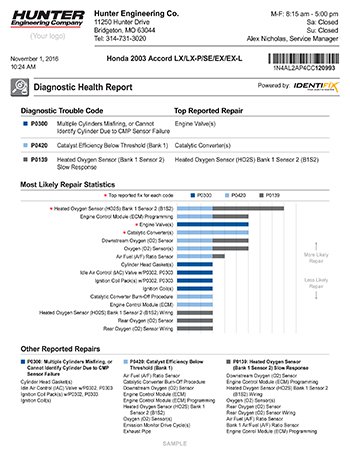 HUNTER
Engineering Company
(Your logo)
Hunter Engineering Co.
11250 Hunter Drive
Bridgeton, MO 63044
Tel: 314-731-3020
M-F: 8:15 am - 5:00 pm
Sa: Closed
Su: Closed
Alex Nicholas, Service Manager
November 1, 2016
10:24 AM
Honda 2003 Accord LX/LX-P/SE/EX/EX-L
1N4AL2AP4CC120993
Diagnostic Health Report
Powered by: IDENTIFIX
Diagnostic Trouble Code
Top Reported Repair
P0300 Multiple Cylinders Misfiring, or Cannot Identify Cylinder Due to CMP Sensor Failure
Engine Valve(s)
P0420 Catalyst Efficiency Below Threshold (Bank 1)
Catalytic Converter(s)
P0139 Heated Oxygen Sensor (Bank 1 Sensor 2) Slow Response
Heated Oxygen Sensor (HO2S) Bank 1 Sensor 2 (B1S2)
Most Likely Repair Statistics
Top reported fix for each code
P0300
P0420
P0139
Heated Oxygen Sensor (HO2S) Bank 1 Sensor 2 (B1S2)
Engine Control Module (ECM) Programming
Engine Valve(s)
Catalytic Converter(s)
Downstream Oxygen (O2) Sensor
Oxygen (O2) Sensor(s)
Air Fuel (A/F) Ratio Sensor
Cylinder Head Gasket(s)
Idle Air Control (IAC) Valve w/P0302, P0303
Ignition Coil Pack(s) w/P0302, P0303
Ignition Coil(s)
Catalytic Converter Burn-Off Procedure
Engine Control Module (ECM)
Heated Oxygen Sensor (HO2S) Bank 1 Sensor 2 (B1S2) Wiring
Rear Oxygen (O2) Sensor
Rear Oxygen (O2) Sensor Wiring
More Likely
Repair
Less Likely
Repair
Other Reported Repairs
P0300: Multiple Cylinders Misfiring, or
Cannot Identify Cylinder Due to CMP
Sensor Failure
Cylinder Head Gasket(s)
Idle Air Control (IAC) Valve w/P0302, P0303
Ignition Coil Pack(s) w/P0302, P0303
Ignition Coil(s)
P0420: Catalyst Efficiency Below
Threshold (Bank 1)
Air Fuel (A/F) Ratio Sensor
Catalytic Converter Burn-Off Procedure
Downstream Oxygen (O2) Sensor
Engine Control Module (ECM)
Engine Control Module (ECM) Programming
Heated Oxygen Sensor (HO2S) Bank 1
Sensor 2 (B1S2)
Oxygen (O2) Sensor(s)
Emission Monitor Drive Cycle(s)
Exhaust Pipe
P0139: Heated Oxygen Sensor
(Bank 1 Sensor 2) Slow Response
Downstream Oxygen (O2) Sensor
Engine Control Module (ECM) Programming
Heated Oxygen Sensor (HO2S) Bank 1 Sensor 2
(B1S2) Wiring
Oxygen (O2) Sensor(s)
Rear Oxygen (O2) Sensor Wiring
Rear Oxygen (O2) Sensor
Air Fuel (A/F) Ratio Sensor
Bank 1 Air Fuel (A/F) Ratio Sensor
Engine Control Module (ECM)
SAMPLE